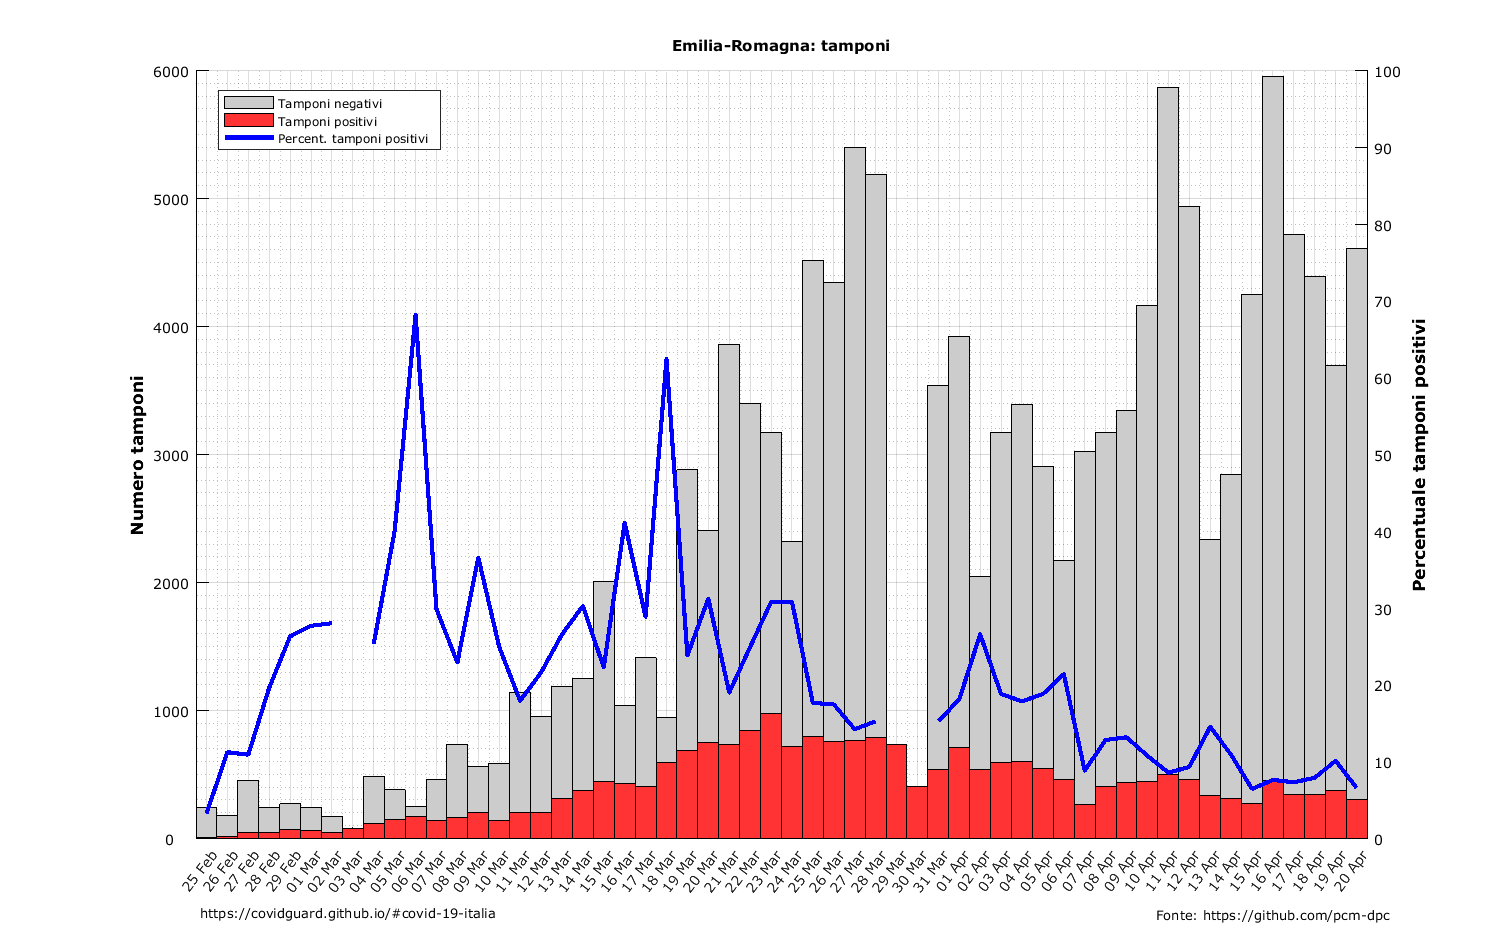 Emilia-Romagna: tamponi
Tamponi negativi
Tamponi positivi
Percent. tamponi positivi
Numero tamponi
6000
5000
4000
3000
2000
1000
0
100
90
80
70
60
50
40
30
20
10
0
Percentuale tamponi positivi
25 Feb
26 Feb
27 Feb
28 Feb
29 Feb
01 Mar
02 Mar
03 Mar
04 Mar
05 Mar
06 Mar
07 Mar
08 Mar
09 Mar
10 Mar
11 Mar
12 Mar
13 Mar
14 Mar
15 Mar
16 Mar
17 Mar
18 Mar
19 Mar
20 Mar
21 Mar
22 Mar
23 Mar
24 Mar
25 Mar
26 Mar
27 Mar
28 Mar
29 Mar
30 Mar
31 Mar
01 Apr
02 Apr
03 Apr
04 Apr
05 Apr
06 Apr
07 Apr
08 Apr
09 Apr
10 Apr
11 Apr
12 Apr
13 Apr
14 Apr
15 Apr
16 Apr
17 Apr
18 Apr
19 Apr
20 Apr
https://covidguard.github.io/#covid-19-italia
Fonte: https://github.com/pcm-dpc